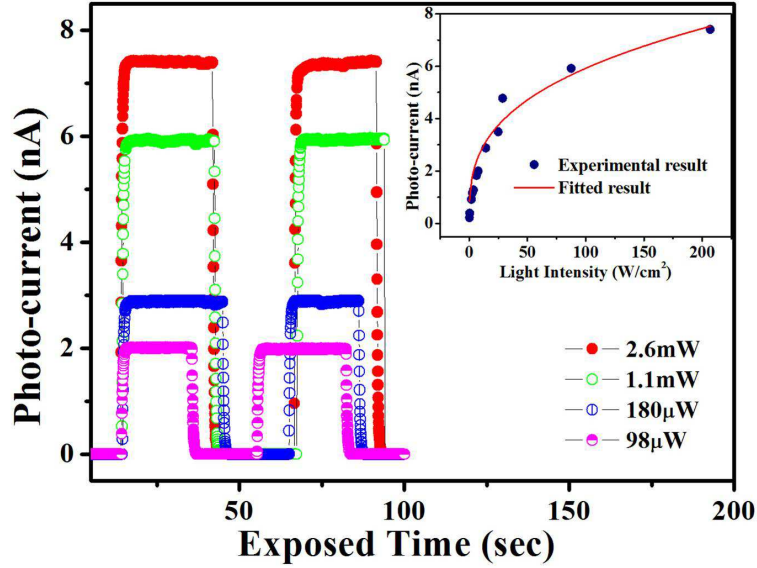 8
6
4
2
0
Photo-current (nA)
50
100
150
200
Exposed Time (sec)
2.6mW
1.1mW
180μW
98μW
8
6
4
2
0
Photo-current (nA)
0
50
100
150
200
Light Intensity (W/cm²)
Experimental result
Fitted result